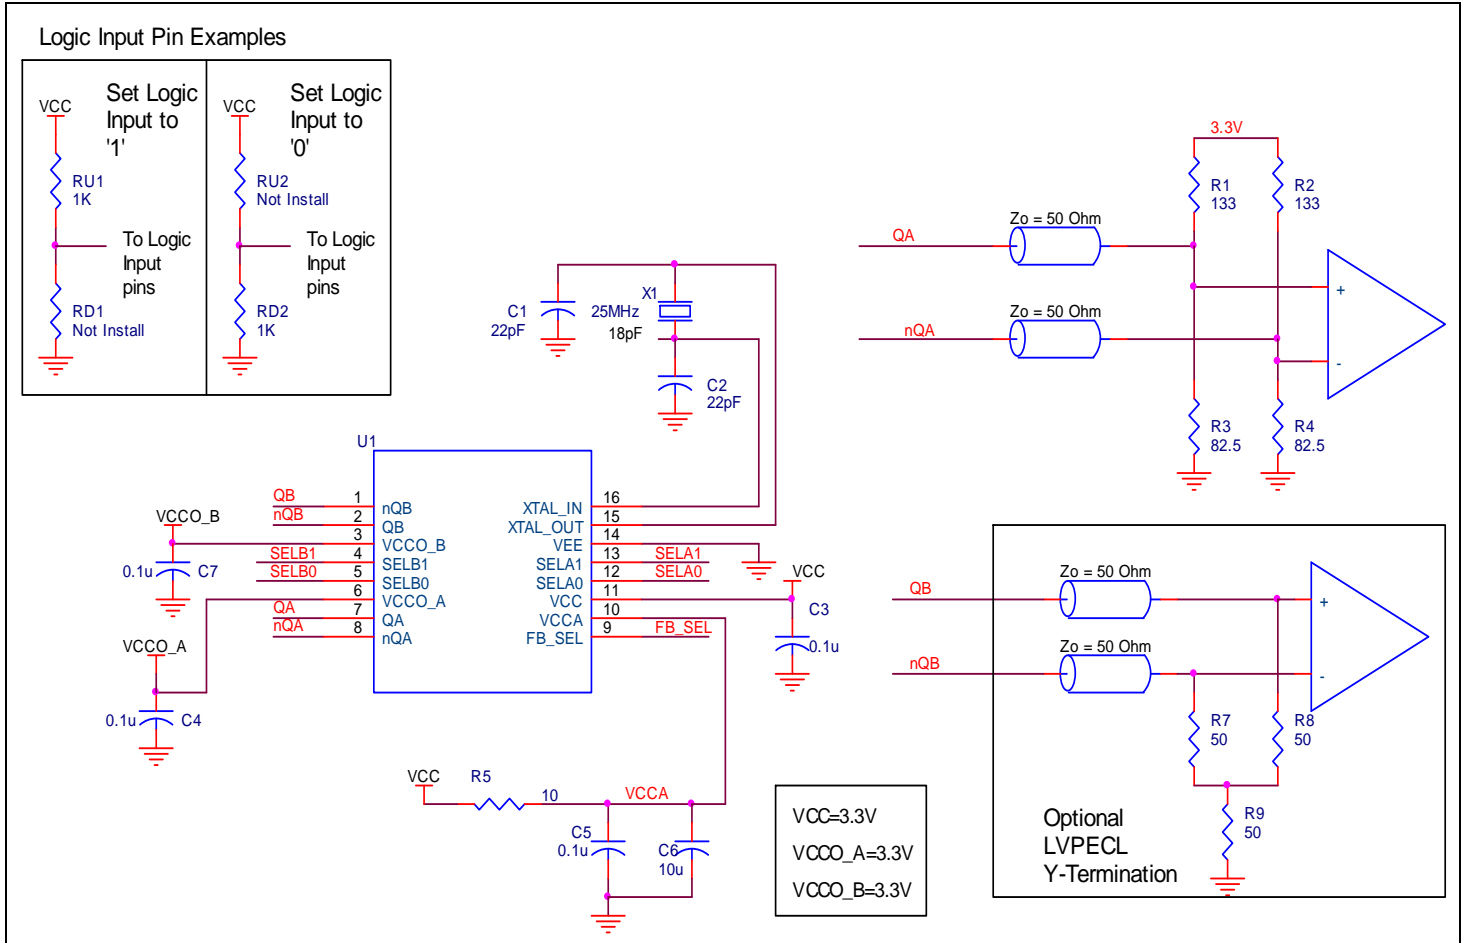 Logic Input Pin Examples
VCC
Set Logic
Input to
'1'
RU1
1K
To Logic
Input
pins
RD1
Not Install
VCC
Set Logic
Input to
'0'
RU2
Not Install
To Logic
Input
pins
RD2
1K
C1
22pF
X1
25MHz
18pF
C2
22pF
3.3V
R1
133
R2
133
QA
Zo = 50 Ohm
nQA
Zo = 50 Ohm
+
-
R3
82.5
R4
82.5
U1
QB
1
nQB
nQB
2
QB
VCCO_B
3
VCCO_B
SELB1
4
SELB1
SELB0
5
SELB0
6
VCCO_A
QA
7
QA
nQA
8
nQA
0.1u
C7
VCCO_A
0.1u
C4
XTAL_IN
16
XTAL_OUT
15
VEE
14
SELA1
13
SELA1
SELA0
12
SELA0
VCC
11
VCC
VCCA
10
FB_SEL
9
FB_SEL
C3
0.1u
VCC
R5
10
VCCA
C5
0.1u
C6
10u
VCC=3.3V
VCCO_A=3.3V
VCCO_B=3.3V
QB
Zo = 50 Ohm
nQB
Zo = 50 Ohm
+
-
R7
50
R8
50
R9
50
Optional
LVPECL
Y-Termination